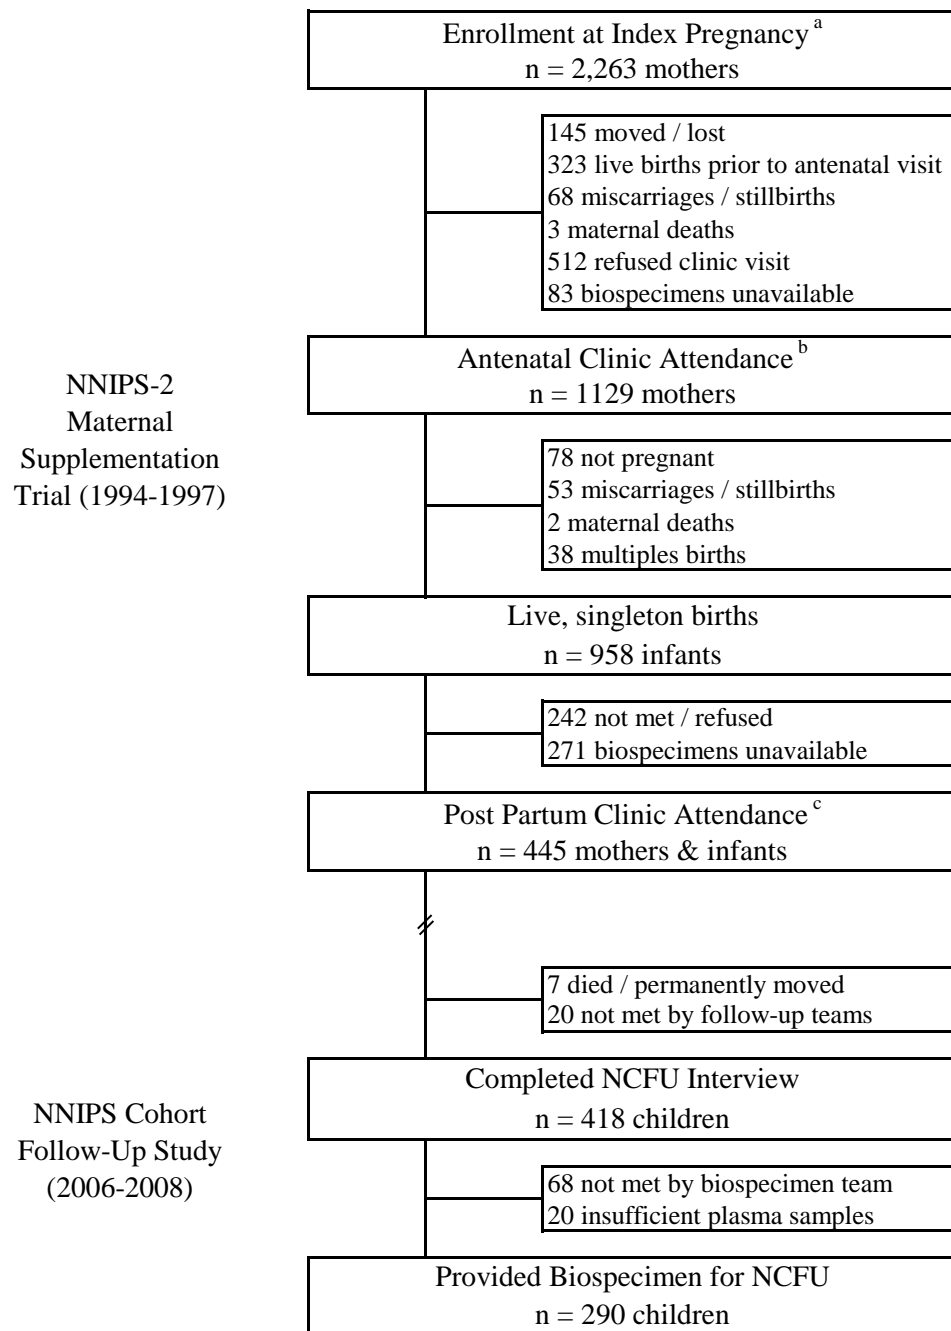 Enrollment at Index Pregnancy a
n = 2,263 mothers
145 moved / lost
323 live births prior to antenatal visit
68 miscarriages / stillbirths
3 maternal deaths
512 refused clinic visit
83 biospecimens unavailable
Antenatal Clinic Attendance b
n = 1129 mothers
NNIPS-2
Maternal
Supplementation
Trial (1994-1997)
78 not pregnant
53 miscarriages / stillbirths
2 maternal deaths
38 multiples births
Live, singleton births
n = 958 infants
242 not met / refused
271 biospecimens unavailable
Post Partum Clinic Attendance c
n = 445 mothers & infants
7 died / permanently moved
20 not met by follow-up teams
Completed NCFU Interview
n = 418 children
NNIPS Cohort
Follow-Up Study
(2006-2008)
68 not met by biospecimen team
20 insufficient plasma samples
Provided Biospecimen for NCFU
n = 290 children